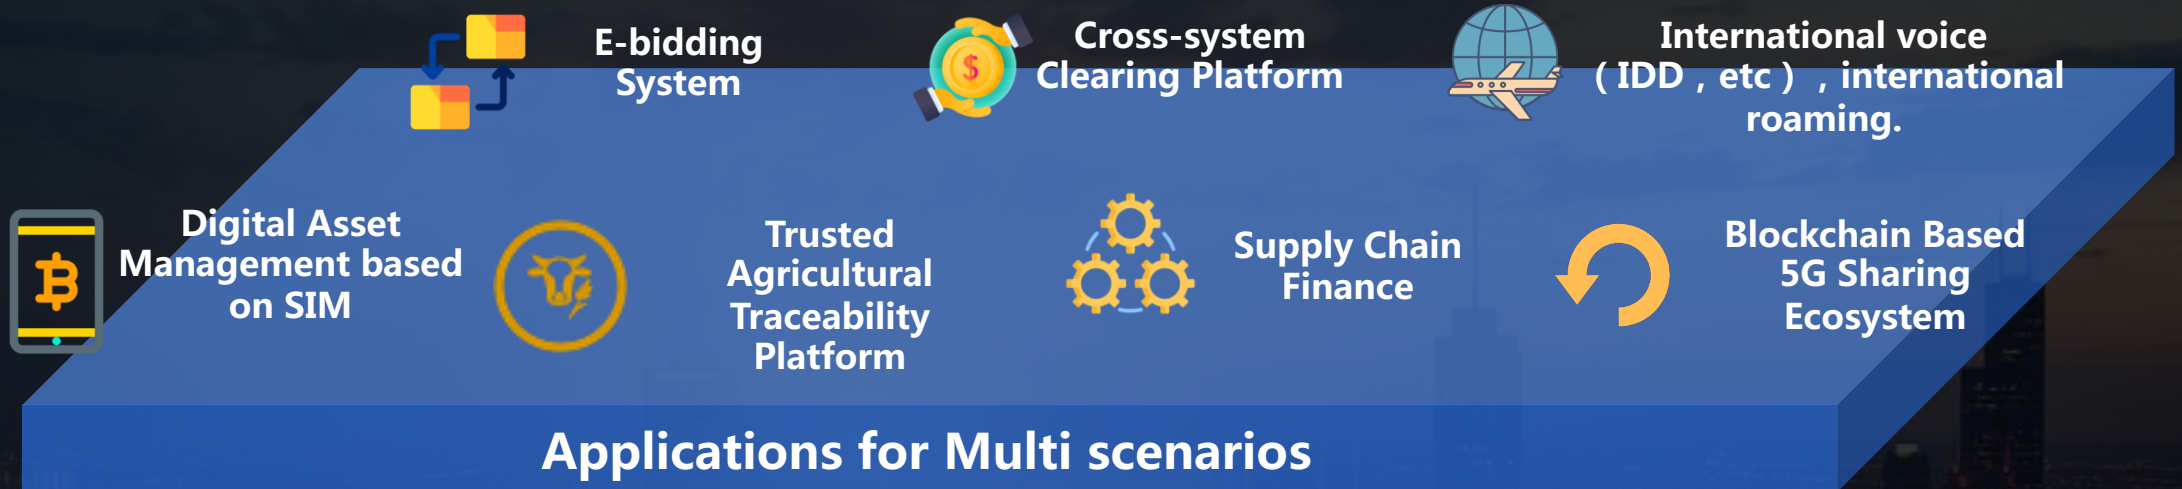 E-bidding
System
Cross-system
Clearing Platform
International voice
（IDD，etc），international
roaming.
Digital Asset
Management based
on SIM
Trusted
Agricultural
Traceability
Platform
Supply Chain
Finance
Blockchain Based
5G Sharing
Ecosystem
Applications for Multi scenarios